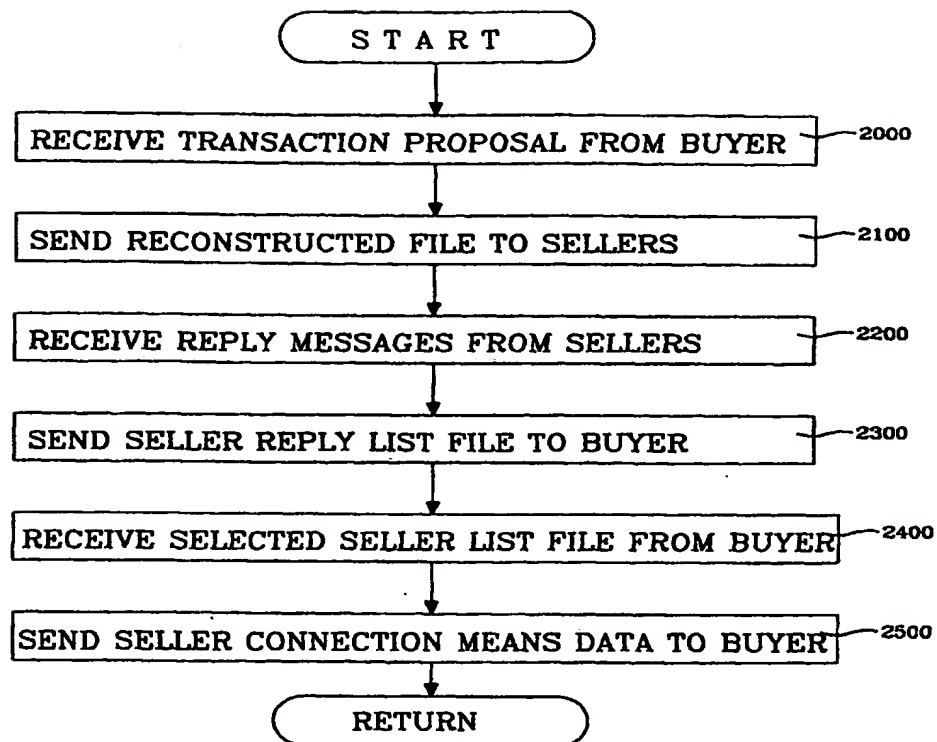 START
RECEIVE TRANSACTION PROPOSAL FROM BUYER 2000
SEND RECONSTRUCTED FILE TO SELLERS 2100
RECEIVE REPLY MESSAGES FROM SELLERS 2200
SEND SELLER REPLY LIST FILE TO BUYER 2300
RECEIVE SELECTED SELLER LIST FILE FROM BUYER 2400
SEND SELLER CONNECTION MEANS DATA TO BUYER 2500
RETURN